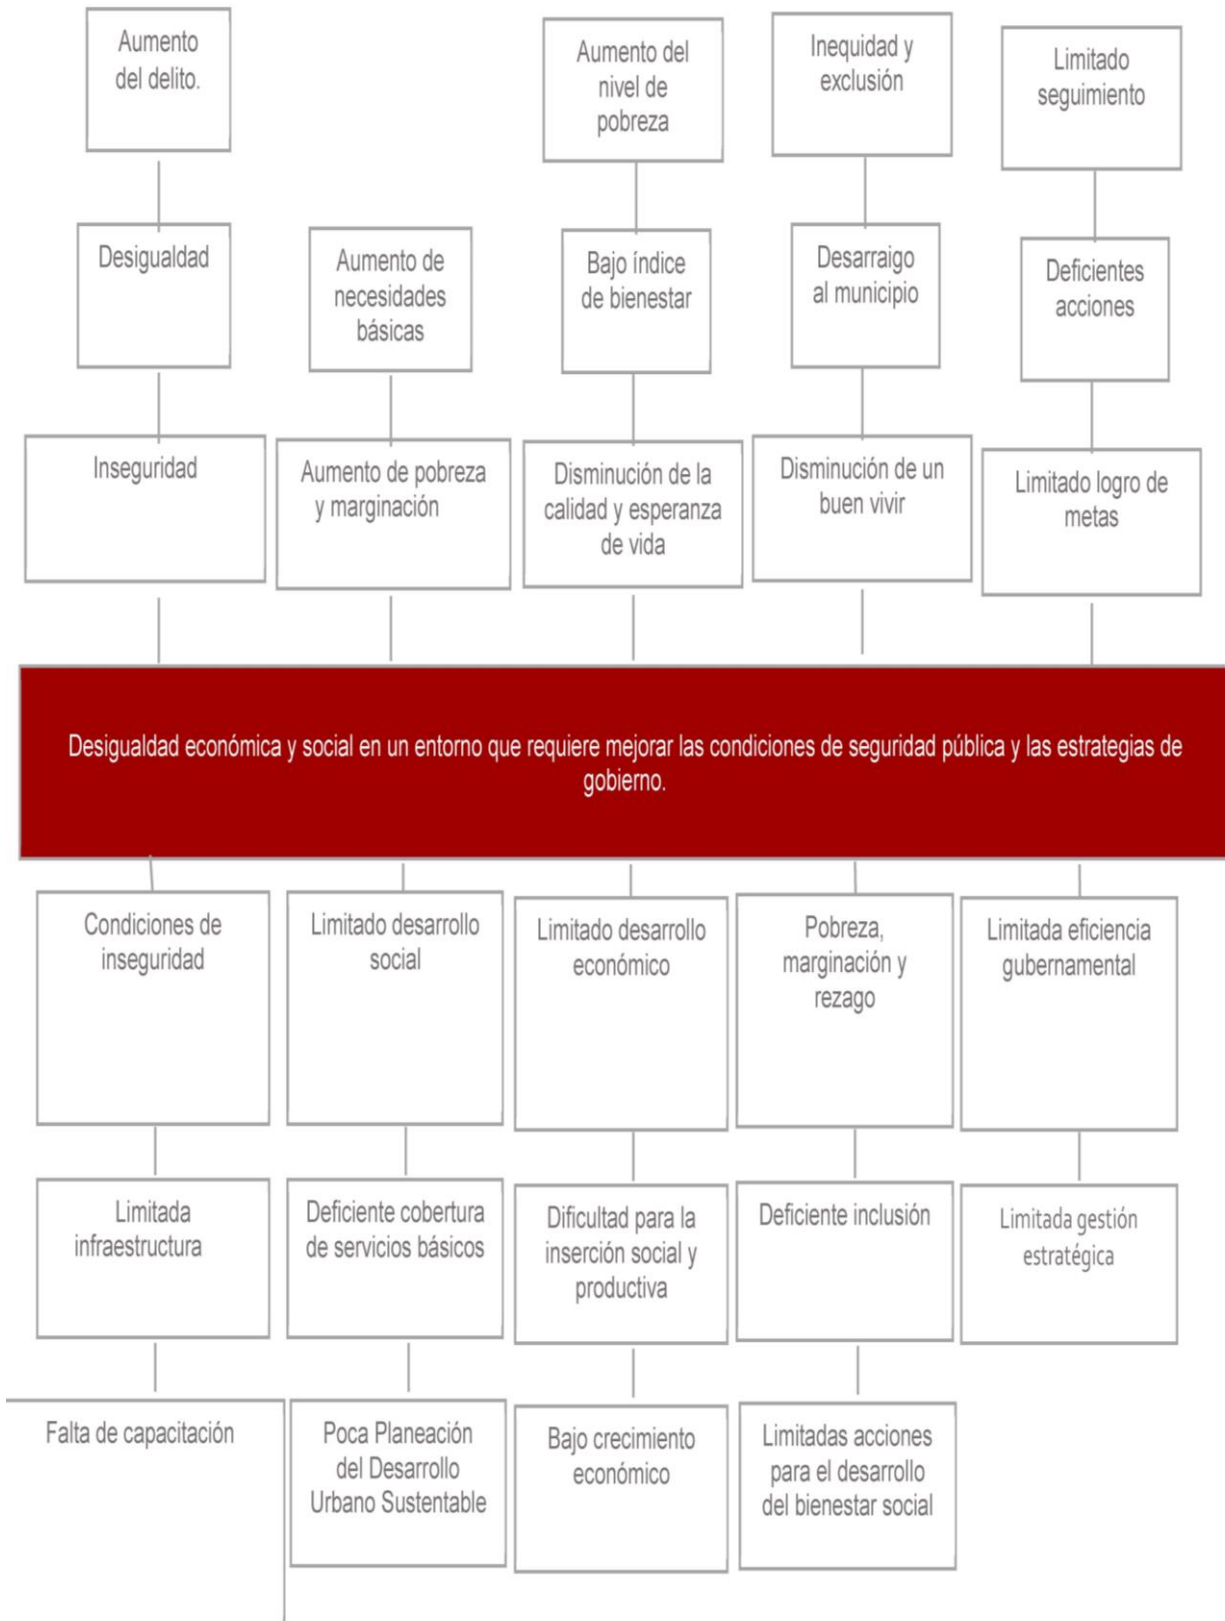 Aumento
del delito.
Aumento del
nivel de
pobreza
Inequidad y
exclusión
Limitado
seguimiento
Desigualdad
Aumento de
necesidades
básicas
Bajo índice
de bienestar
Desarraigo
al municipio
Deficientes
acciones
Inseguridad
Aumento de pobreza
y marginación
Disminución de la
calidad y esperanza
de vida
Disminución de un
buen vivir
Limitado logro de
metas
Desigualdad económica y social en un entorno que requiere mejorar las condiciones de seguridad pública y las estrategias de
gobierno.
Condiciones de
inseguridad
Limitado desarrollo
social
Limitado desarrollo
económico
Pobreza,
marginación y
rezago
Limitada eficiencia
gubernamental
Limitada
infraestructura
Deficiente cobertura
de servicios básicos
Dificultad para la
inserción social y
productiva
Deficiente inclusión
Limitada gestión
estratégica
Falta de capacitación
Poca Planeación
del Desarrollo
Urbano Sustentable
Bajo crecimiento
económico
Limitadas acciones
para el desarrollo
del bienestar social